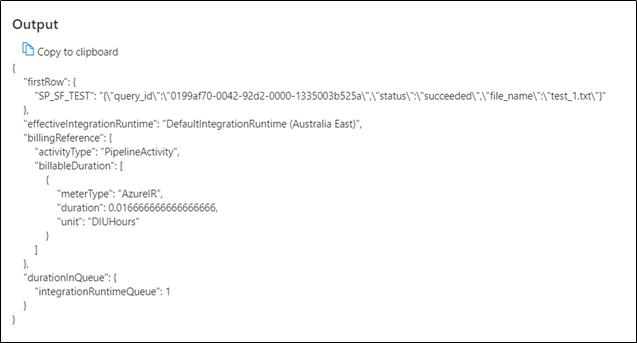 Output
Copy to clipboard
{
"firstRow": {
"SP_SF_TEST": "{\"query_id\":\"0199af70-0042-92d2-0000-1335003b525a\",\"status\":\"succeeded\",\"file_name\":\"test_1.txt\"}"
},
"effectiveIntegrationRuntime": "DefaultIntegrationRuntime (Australia East)",
"billingReference": {
"activityType": "PipelineActivity",
"billableDuration": [
{
"meterType": "AzureIR",
"duration": 0.016666666666666666,
"unit": "DIUHours"
}
]
},
"durationInQueue": {
"integrationRuntimeQueue": 1
}
}